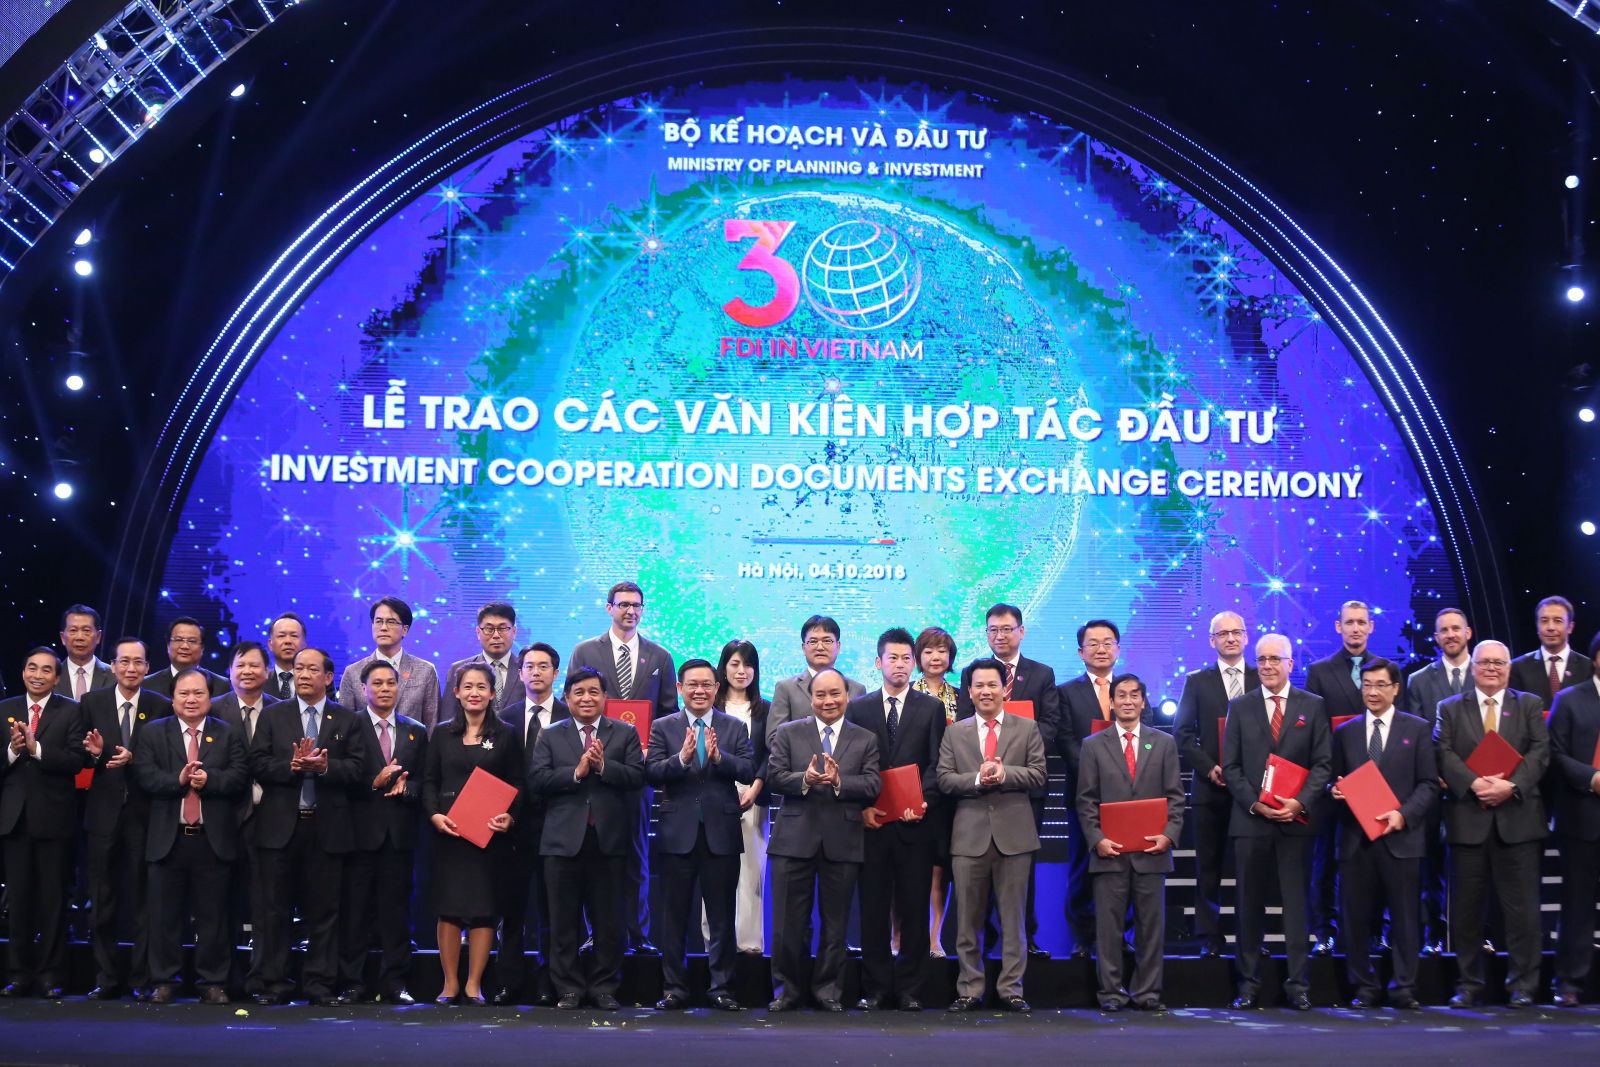 BỘ KẾ HOẠCH VÀ ĐẦU TƯ
MINISTRY OF PLANNING & INVESTMENT
30
FDI IN VIETNAM
LỄ TRAO CÁC VĂN KIỆN HỢP TÁC ĐẦU TƯ
INVESTMENT COOPERATION DOCUMENTS EXCHANGE CEREMONY
Hà Nội, 04.10.2018